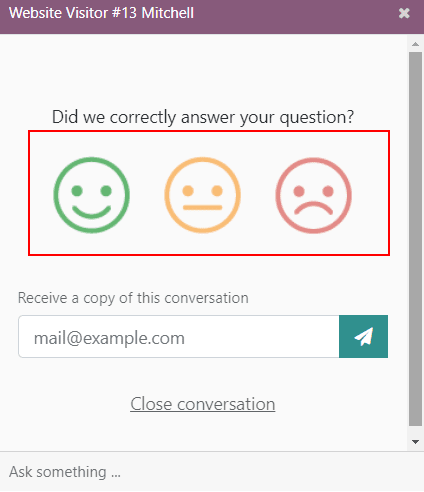 Website Visitor #13 Mitchell
Did we correctly answer your question?
Receive a copy of this conversation
mail@example.com
Close conversation
Ask something ...